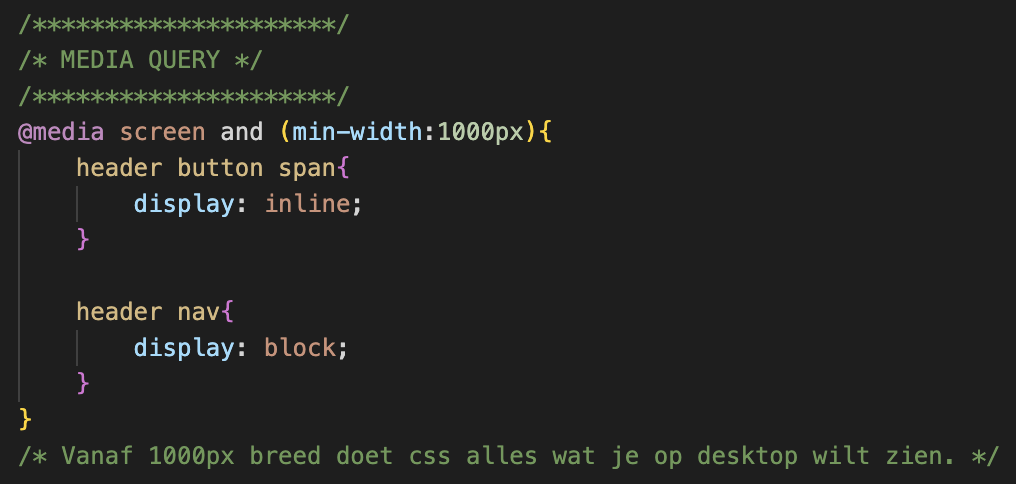 /*********************/
/* MEDIA QUERY */
/*********************/
@media screen and (min-width:1000px){
    header button span{
        display: inline;
    }

    header nav{
        display: block;
    }
}
/* Vanaf 1000px breed doet css alles wat je op desktop wilt zien. */